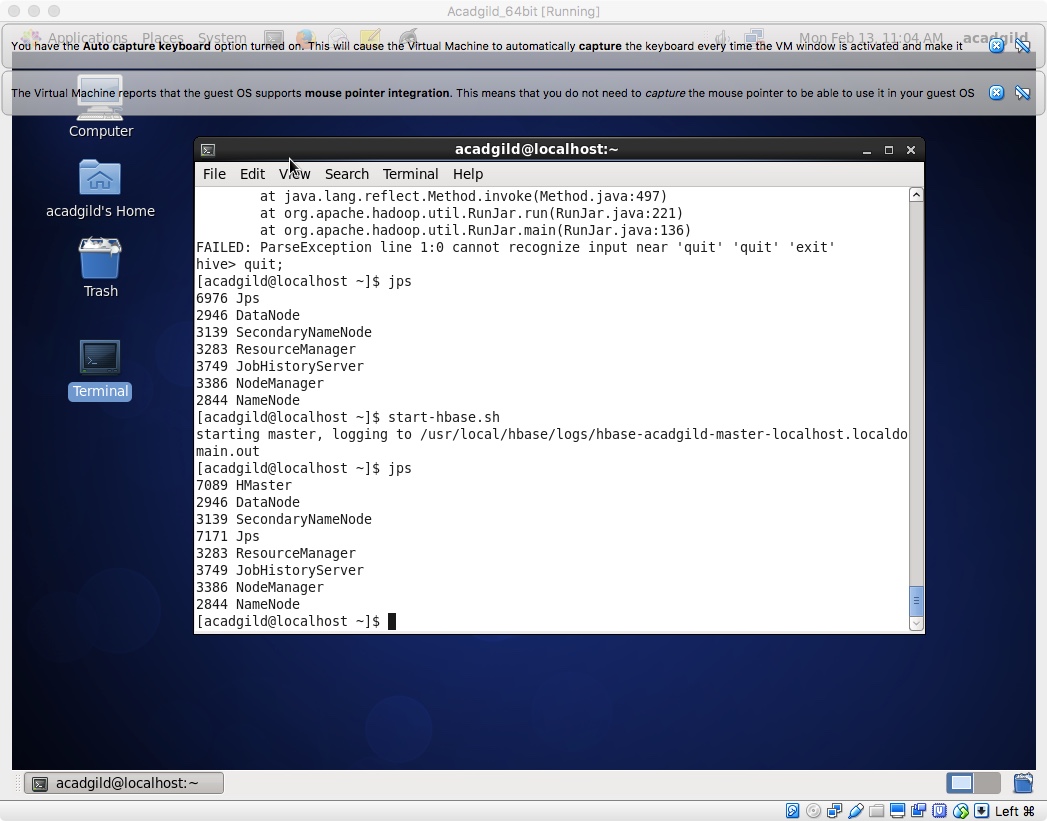 Acadgild_64bit [Running]
Applications Places System Mon Feb 13, 11:04 AM acadgild
You have the Auto capture keyboard option turned on. This will cause the Virtual Machine to automatically capture the keyboard every time the VM window is activated and make it
The Virtual Machine reports that the guest OS supports mouse pointer integration. This means that you do not need to capture the mouse pointer to be able to use it in your guest OS
Computer
acadgild's Home
Trash
Terminal
acadgild@localhost:~
File Edit View Search Terminal Help
at java.lang.reflect.Method.invoke(Method.java:497)
at org.apache.hadoop.util.RunJar.run(RunJar.java:221)
at org.apache.hadoop.util.RunJar.main(RunJar.java:136)
FAILED: ParseException line 1:0 cannot recognize input near 'quit' 'quit' 'exit'
hive> quit;
[acadgild@localhost ~]$ jps
6976 Jps
2946 DataNode
3139 SecondaryNameNode
3283 ResourceManager
3749 JobHistoryServer
3386 NodeManager
2844 NameNode
[acadgild@localhost ~]$ start-hbase.sh
starting master, logging to /usr/local/hbase/logs/hbase-acadgild-master-localhost.localdo
main.out
[acadgild@localhost ~]$ jps
7089 HMaster
2946 DataNode
3139 SecondaryNameNode
7171 Jps
3283 ResourceManager
3749 JobHistoryServer
3386 NodeManager
2844 NameNode
[acadgild@localhost ~]$
acadgild@localhost:~
Left ⌘